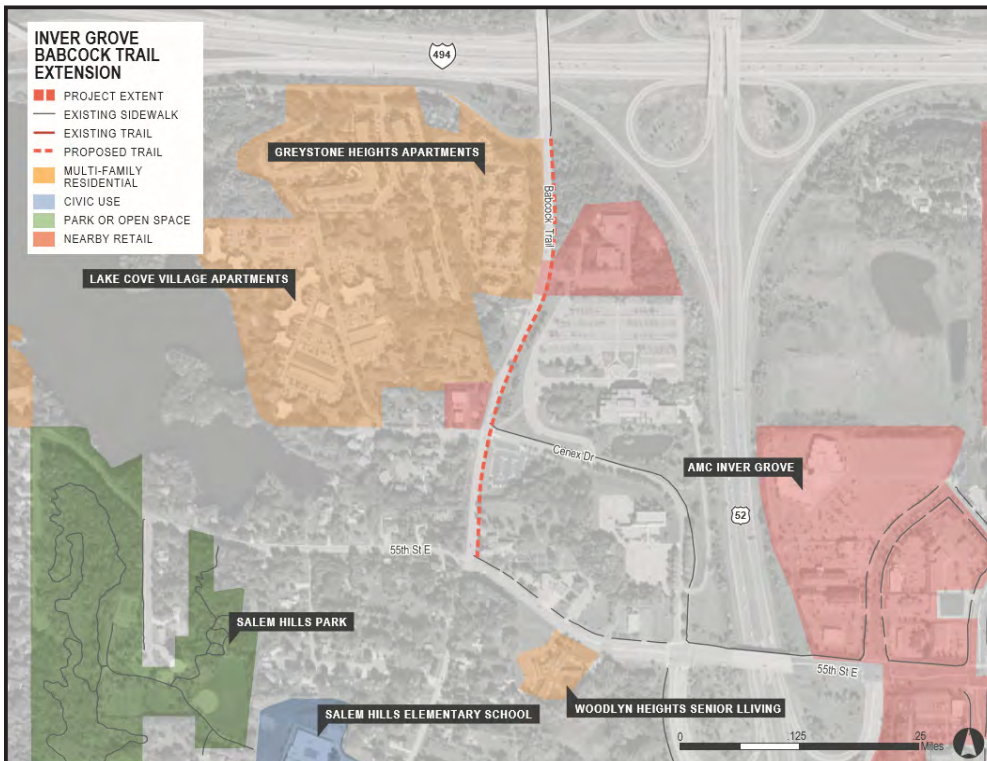 INVER GROVE
BABCOCK TRAIL
EXTENSION
PROJECT EXTENT
EXISTING SIDEWALK
EXISTING TRAIL
PROPOSED TRAIL
MULTI-FAMILY
RESIDENTIAL
CIVIC USE
PARK OR OPEN SPACE
NEARBY RETAIL
494
GREYSTONE HEIGHTS APARTMENTS
Babcock Trail
LAKE COVE VILLAGE APARTMENTS
Cenex Dr
AMC INVER GROVE
52
55th St E
SALEM HILLS PARK
55th St E
WOODLYN HEIGHTS SENIOR LLIVING
SALEM HILLS ELEMENTARY SCHOOL
0 .125 .25
Miles